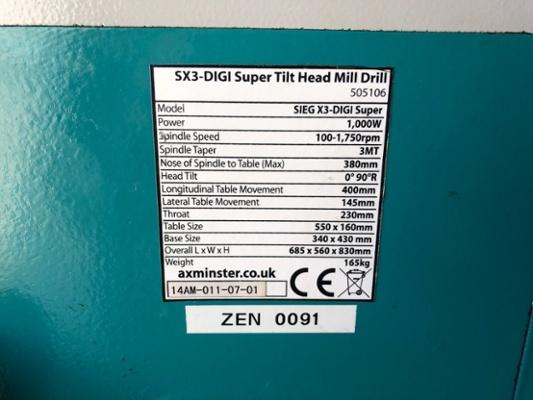 SX3-DIGI Super Tilt Head Mill Drill
505106
Model SIEG X3-DIGI Super
Power 1,000W
Spindle Speed 100-1,750rpm
Spindle Taper 3MT
Nose of Spindle to Table (Max) 380mm
Head Tilt 0° 90°R
Longitudinal Table Movement 400mm
Lateral Table Movement 145mm
Throat 230mm
Table Size 550 x 160mm
Base Size 340 x 430 mm
Overall L x W x H 685 x 560 x 830mm
Weight 165kg
axminster.co.uk
14AM-011-07-01
CE
ZEN 0091